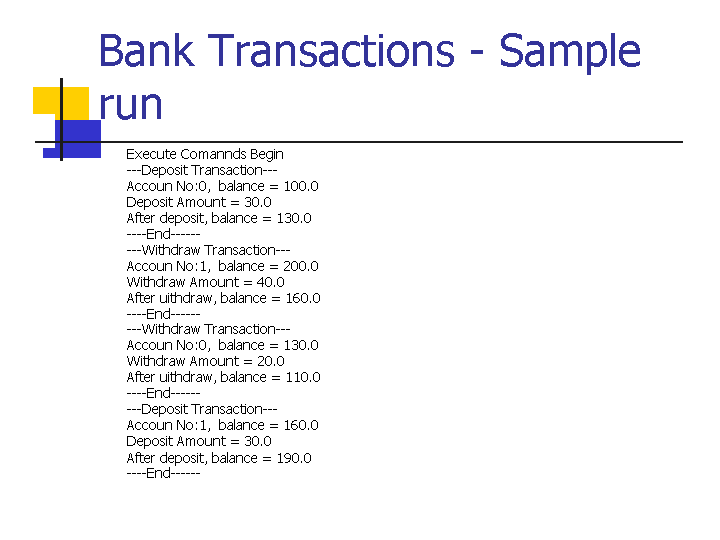 Bank Transactions - Sample
run
Execute Comannds Begin
---Deposit Transaction---
Accoun No:0,  balance = 100.0
Deposit Amount = 30.0
After deposit, balance = 130.0
----End------
---Withdraw Transaction---
Accoun No:1,  balance = 200.0
Withdraw Amount = 40.0
After uithdraw, balance = 160.0
----End------
---Withdraw Transaction---
Accoun No:0,  balance = 130.0
Withdraw Amount = 20.0
After uithdraw, balance = 110.0
----End------
---Deposit Transaction---
Accoun No:1,  balance = 160.0
Deposit Amount = 30.0
After deposit, balance = 190.0
----End------